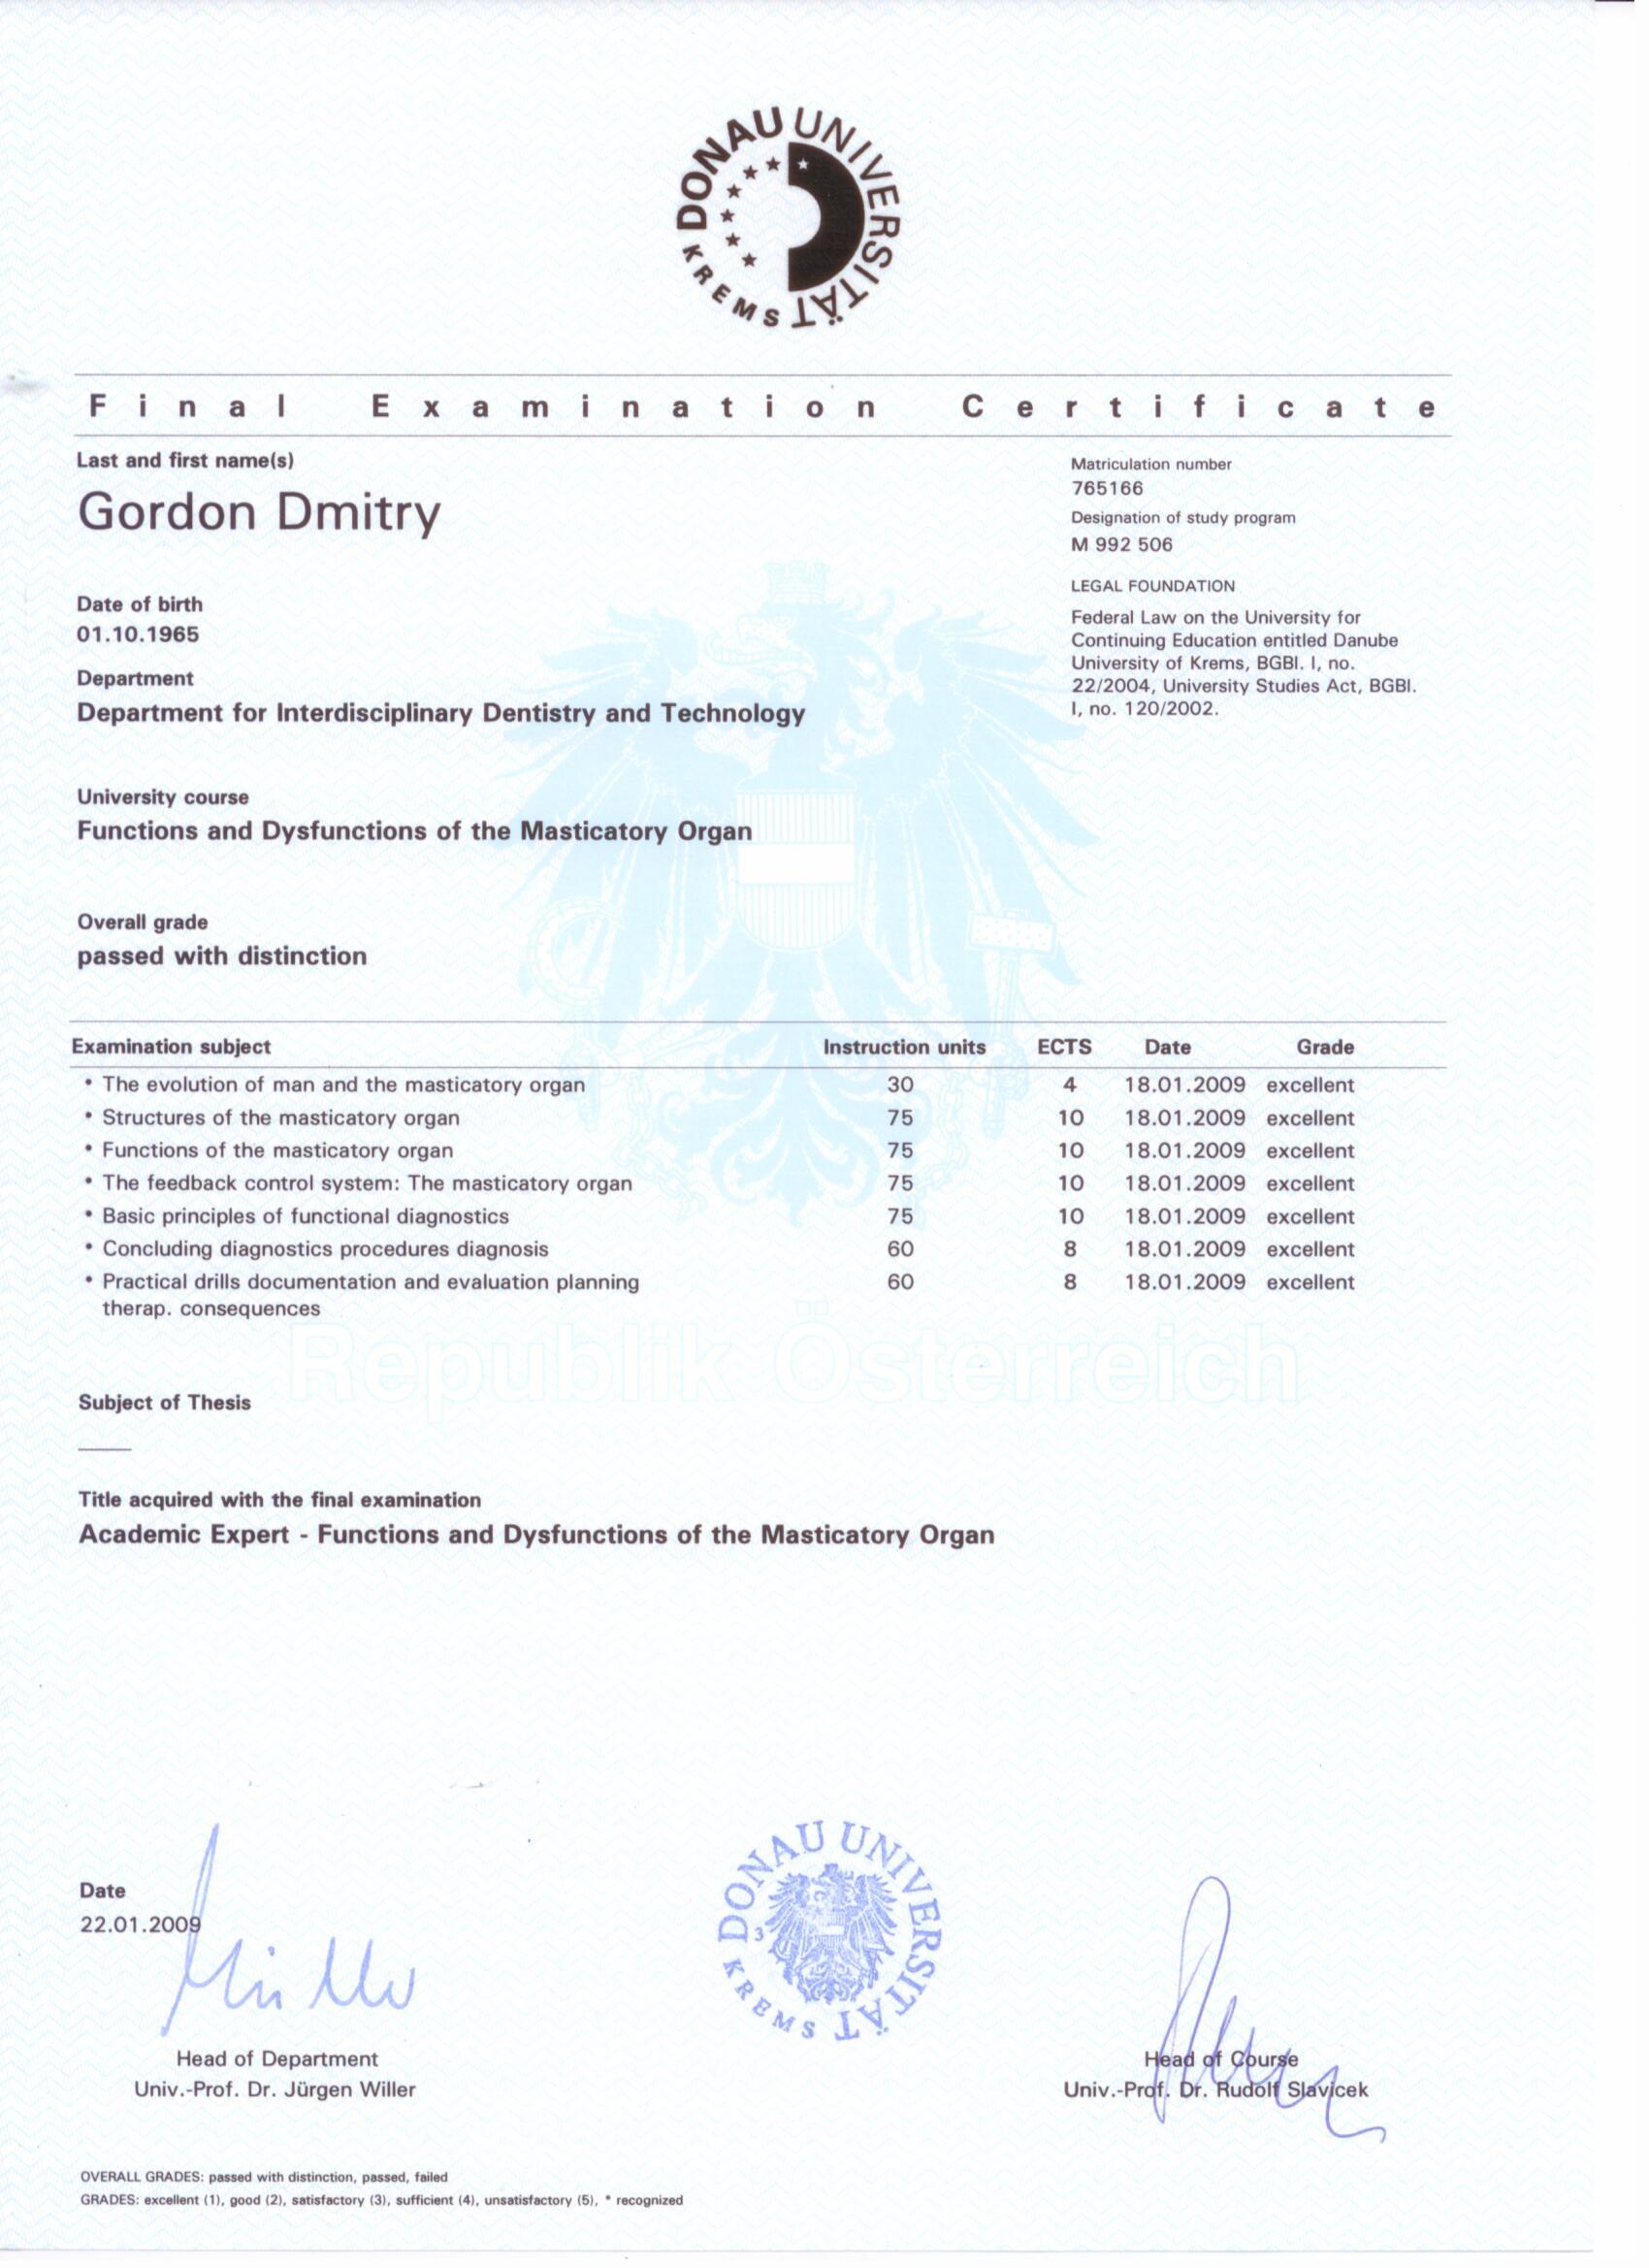 DONAU UNIVERSITÄT KREMS
Final Examination Certificate
Last and first name(s)
Gordon Dmitry
Matriculation number
765166
Designation of study program
M 992 506
LEGAL FOUNDATION
Federal Law on the University for
Continuing Education entitled Danube
University of Krems, BGBl. I, no.
22/2004, University Studies Act, BGBl.
I, no. 120/2002.
Date of birth
01.10.1965
Department
Department for Interdisciplinary Dentistry and Technology
University course
Functions and Dysfunctions of the Masticatory Organ
Overall grade
passed with distinction
Examination subject Instruction units ECTS Date Grade
• The evolution of man and the masticatory organ 30 4 18.01.2009 excellent
• Structures of the masticatory organ 75 10 18.01.2009 excellent
• Functions of the masticatory organ 75 10 18.01.2009 excellent
• The feedback control system: The masticatory organ 75 10 18.01.2009 excellent
• Basic principles of functional diagnostics 75 10 18.01.2009 excellent
• Concluding diagnostics procedures diagnosis 60 8 18.01.2009 excellent
• Practical drills documentation and evaluation planning 60 8 18.01.2009 excellent
therap. consequences
Republik Österreich
Subject of Thesis
Title acquired with the final examination
Academic Expert - Functions and Dysfunctions of the Masticatory Organ
Date
22.01.2009
DONAU UNIVERSITÄT KREMS
3
Head of Department
Univ.-Prof. Dr. Jürgen Willer
Head of Course
Univ.-Prof. Dr. Rudolf Slavicek
OVERALL GRADES: passed with distinction, passed, failed
GRADES: excellent (1), good (2), satisfactory (3), sufficient (4), unsatisfactory (5), * recognized